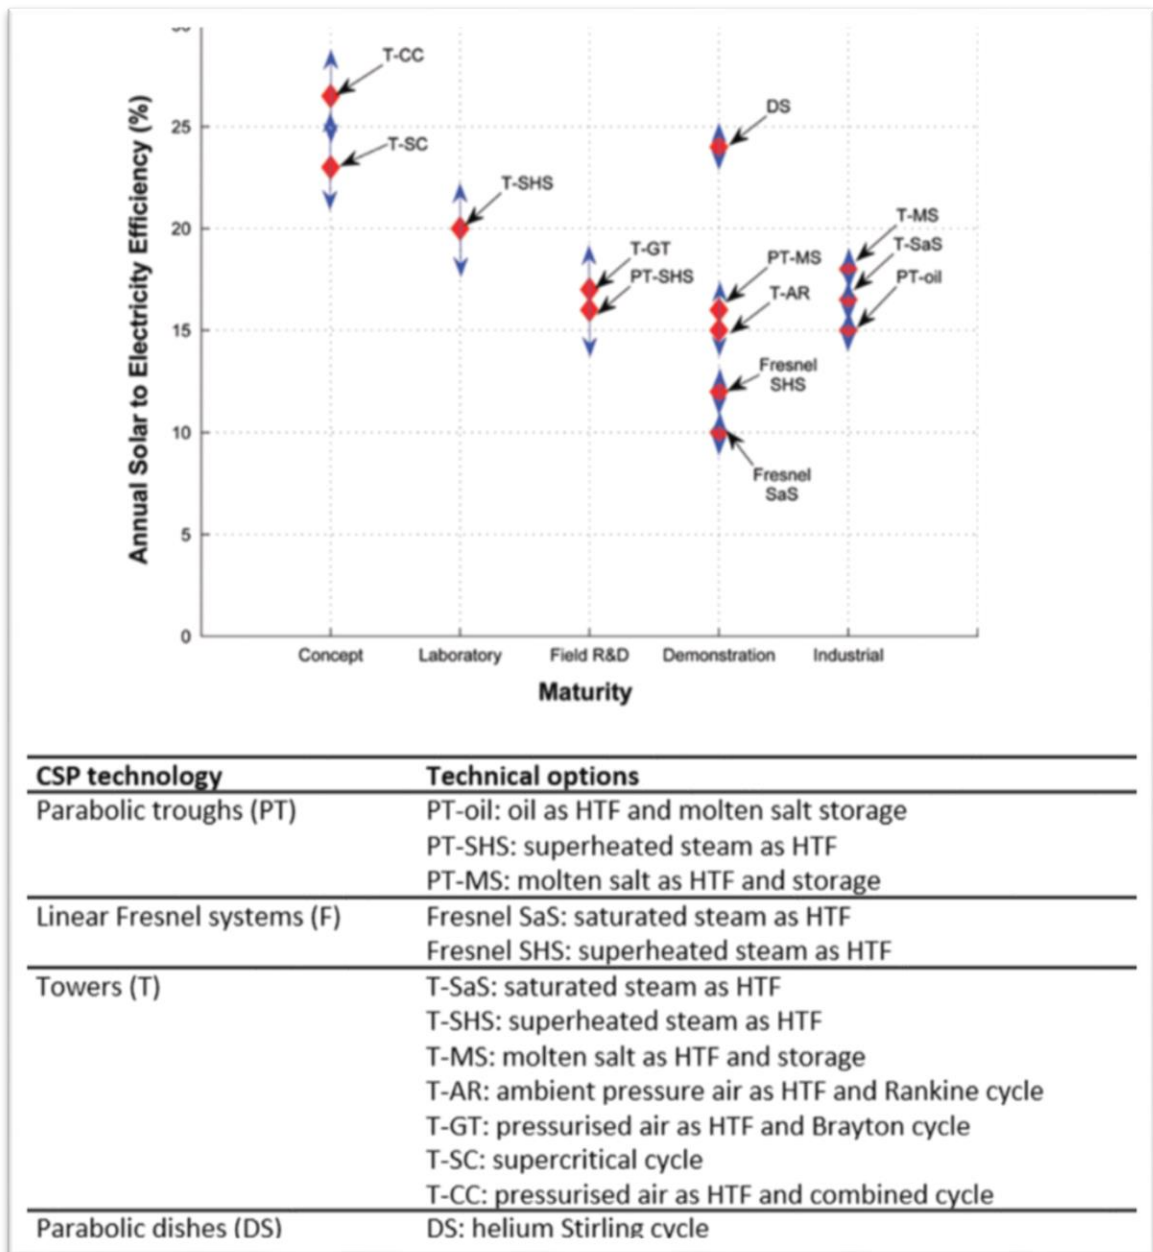 T-CC
DS
25
T-SC
T-SHS
T-MS
20
T-SaS
T-GT
PT-MS
PT-SHS
PT-oil
T-AR
15
Fresnel
SHS
10
Fresnel
SaS
5
0
Annual Solar to Electricity Efficiency (%)
Concept Laboratory Field R&D Demonstration Industrial
Maturity
CSP technology Technical options
Parabolic troughs (PT) PT-oil: oil as HTF and molten salt storage
PT-SHS: superheated steam as HTF
PT-MS: molten salt as HTF and storage
Linear Fresnel systems (F) Fresnel SaS: saturated steam as HTF
Fresnel SHS: superheated steam as HTF
Towers (T) T-SaS: saturated steam as HTF
T-SHS: superheated steam as HTF
T-MS: molten salt as HTF and storage
T-AR: ambient pressure air as HTF and Rankine cycle
T-GT: pressurised air as HTF and Brayton cycle
T-SC: supercritical cycle
T-CC: pressurised air as HTF and combined cycle
Parabolic dishes (DS) DS: helium Stirling cycle